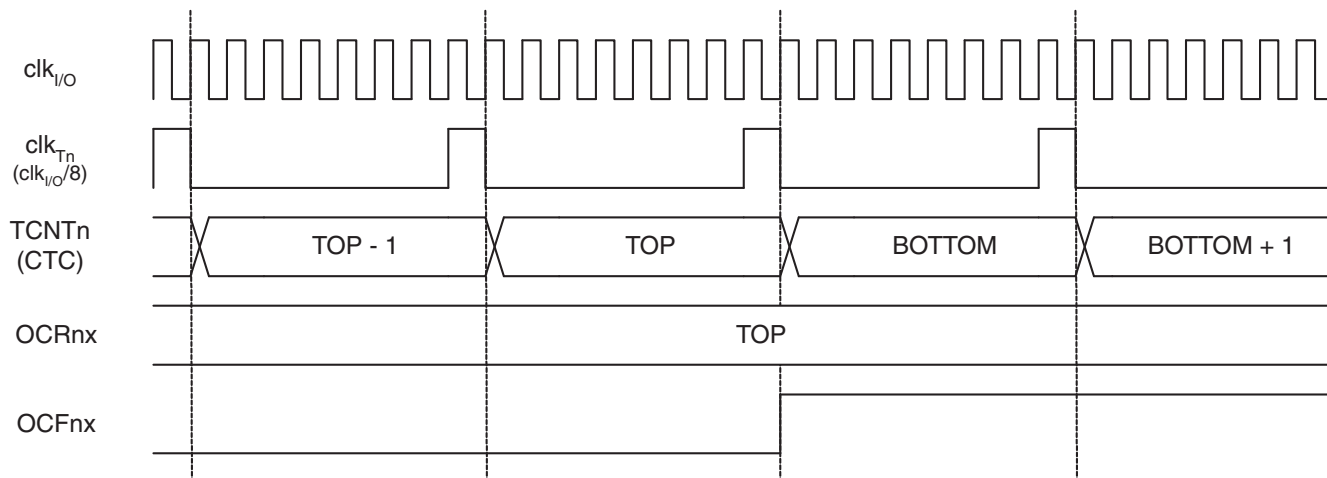 clkI/O
clkTn
(clkI/O/8)
TCNTn
(CTC)
TOP - 1
TOP
BOTTOM
BOTTOM + 1
OCRnx
TOP
OCFnx